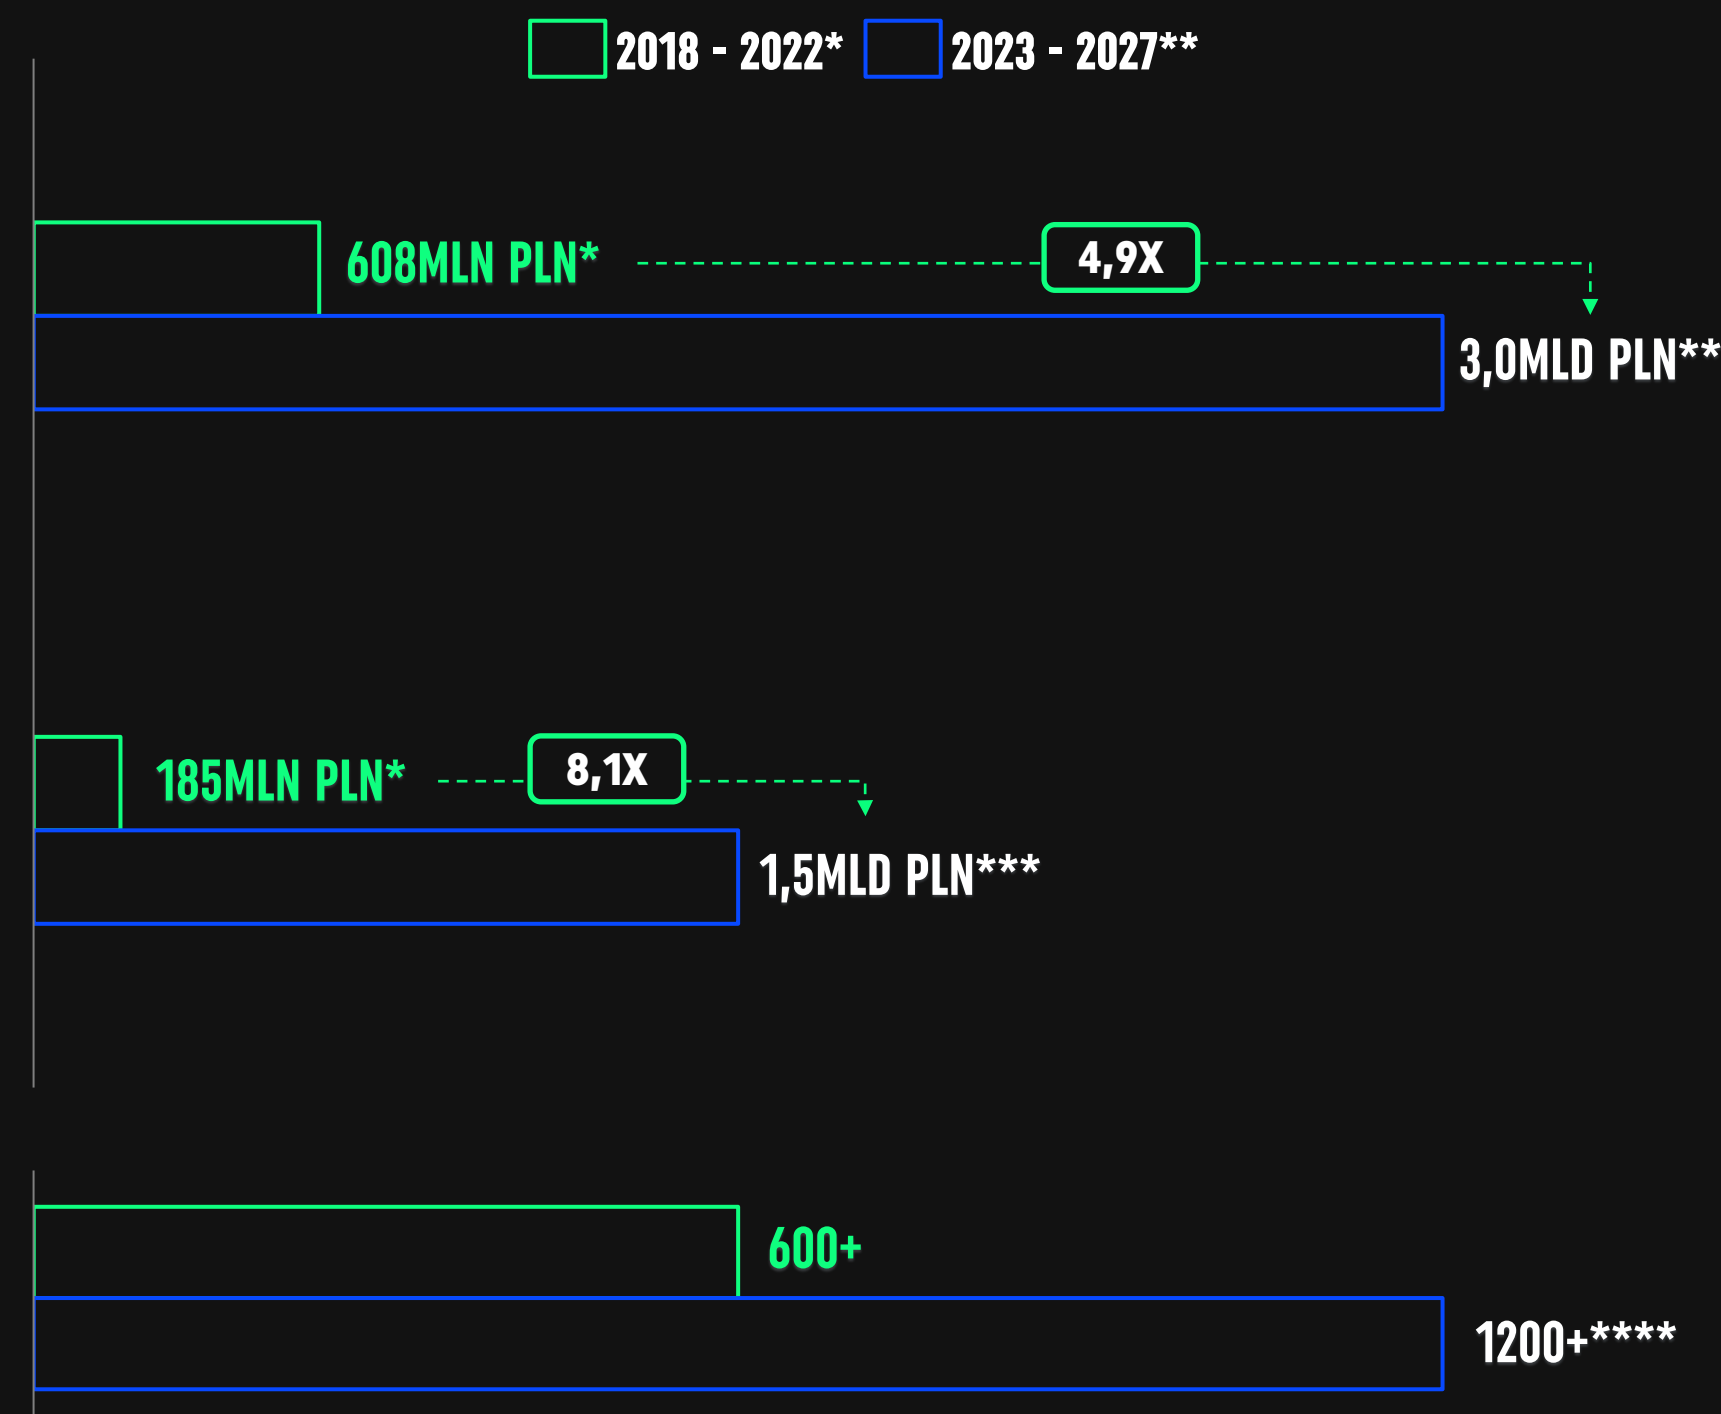 2018 - 2022* 2023 - 2027**
608MLN PLN*
4,9X
3,0MLD PLN**
185MLN PLN*
8,1X
1,5MLD PLN***
600+
1200+****